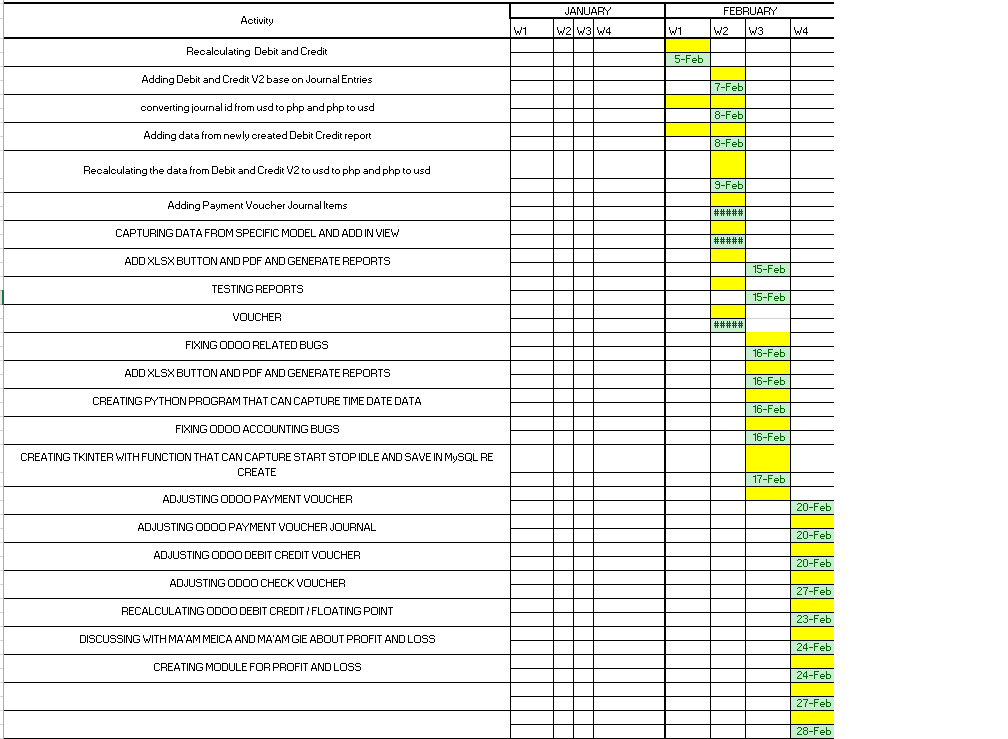 Activity
JANUARY
FEBRUARY
W1 W2 W3 W4 W1 W2 W3 W4
Recalculating Debit and Credit
5-Feb
Adding Debit and Credit V2 base on Journal Entries
7-Feb
converting journal id from usd to php and php to usd
8-Feb
Adding data from newly created Debit Credit report
8-Feb
Recalculating the data from Debit and Credit V2 to usd to php and php to usd
9-Feb
Adding Payment Voucher Journal Items
#####
CAPTURING DATA FROM SPECIFIC MODEL AND ADD IN VIEW
#####
ADD XLSX BUTTON AND PDF AND GENERATE REPORTS
15-Feb
TESTING REPORTS
15-Feb
VOUCHER
#####
FIXING ODOO RELATED BUGS
16-Feb
ADD XLSX BUTTON AND PDF AND GENERATE REPORTS
16-Feb
CREATING PYTHON PROGRAM THAT CAN CAPTURE TIME DATE DATA
16-Feb
FIXING ODOO ACCOUNTING BUGS
16-Feb
CREATING TKINTER WITH FUNCTION THAT CAN CAPTURE START STOP IDLE AND SAVE IN MySQL RE
CREATE
17-Feb
ADJUSTING ODOO PAYMENT VOUCHER
20-Feb
ADJUSTING ODOO PAYMENT VOUCHER JOURNAL
20-Feb
ADJUSTING ODOO DEBIT CREDIT VOUCHER
20-Feb
ADJUSTING ODOO CHECK VOUCHER
27-Feb
RECALCULATING ODOO DEBIT CREDIT / FLOATING POINT
23-Feb
DISCUSSING WITH MA'AM MEICA AND MA'AM GIE ABOUT PROFIT AND LOSS
24-Feb
CREATING MODULE FOR PROFIT AND LOSS
24-Feb
27-Feb
28-Feb